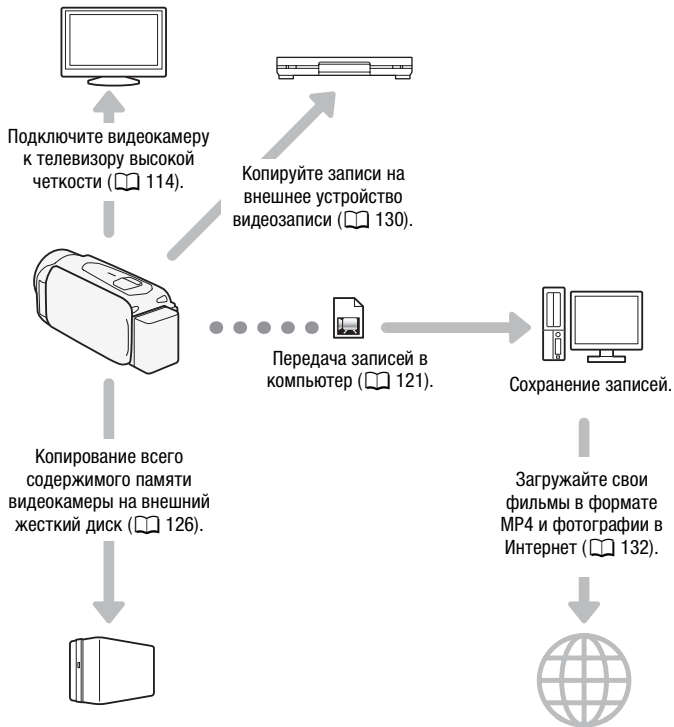 Подключите видеокамеру
к телевизору высокой
четкости (114).
Копируйте записи на
внешнее устройство
видеозаписи (130).
Передача записей в
компьютер (121).
Сохранение записей.
Копирование всего
содержимого памяти
видеокамеры на внешний
жесткий диск (126).
Загружайте свои
фильмы в формате
MP4 и фотографии в
Интернет (132).